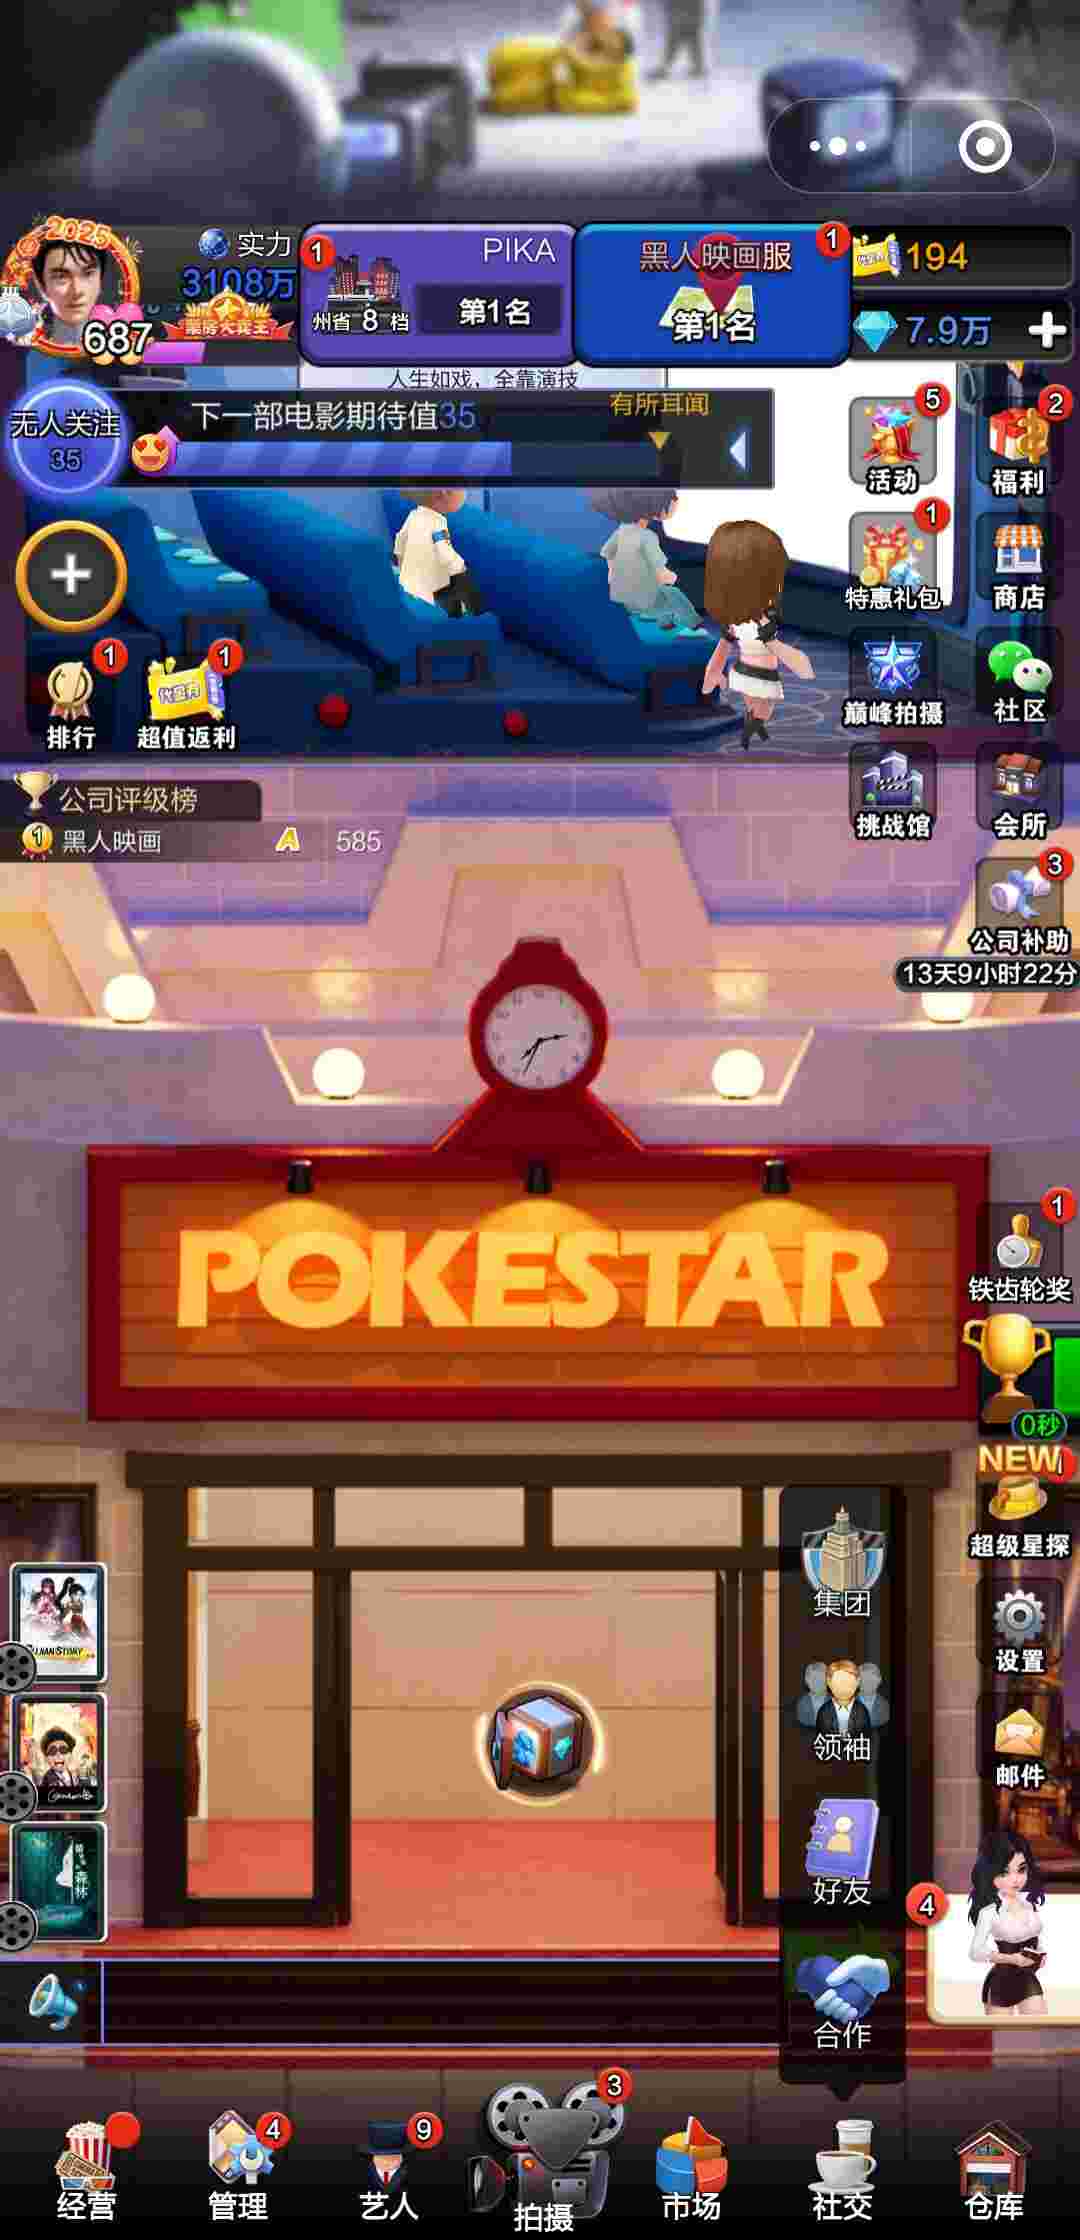 2025
实力
3108万
票房大赢王
687
1
PIKA
州省 8 档
第1名
黑人映画服
第1名
1
194
7.9万
人生如戏，全靠演技
无人关注
35
下一部电影期待值35
有所耳闻
5
活动
2
福利
1
特惠礼包
商店
巅峰拍摄
社区
挑战馆
会所
1
排行
1
超值返利
公司评级榜
1
黑人映画
A
585
3
公司补助
13天9小时22分
POKESTAR
1
铁齿轮奖
0秒
NEW
超级星探
设置
邮件
集团
领袖
好友
合作
4
经营
4
管理
9
艺人
3
拍摄
市场
社交
仓库